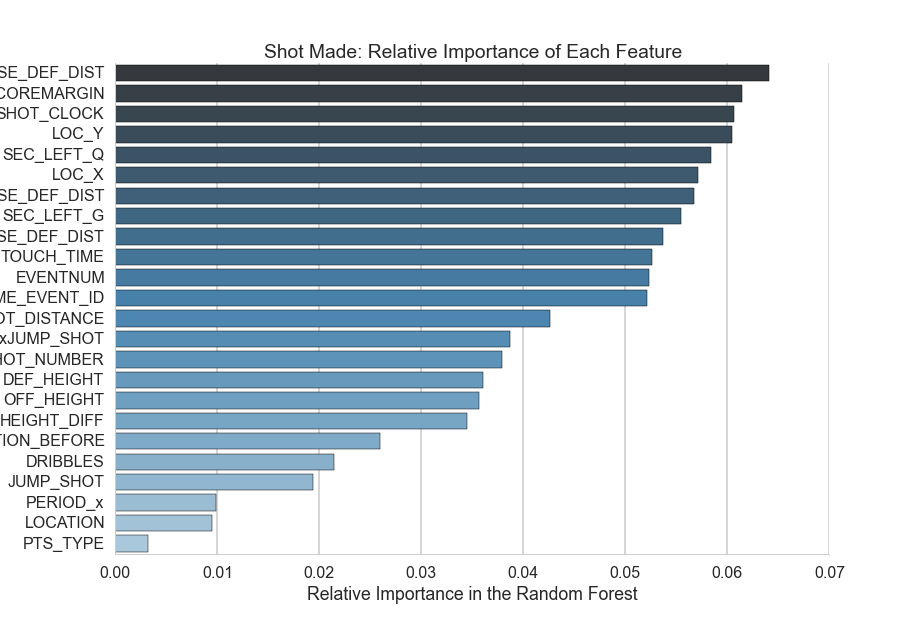 Shot Made: Relative Importance of Each Feature
SE_DEF_DIST
COREMARGIN
SHOT_CLOCK
LOC_Y
SEC_LEFT_Q
LOC_X
SE_DEF_DIST
SEC_LEFT_G
SE_DEF_DIST
TOUCH_TIME
EVENTNUM
ME_EVENT_ID
OT_DISTANCE
xJUMP_SHOT
HOT_NUMBER
DEF_HEIGHT
OFF_HEIGHT
HEIGHT_DIFF
TION_BEFORE
DRIBBLES
JUMP_SHOT
PERIOD_x
LOCATION
PTS_TYPE
0.00 0.01 0.02 0.03 0.04 0.05 0.06 0.07
Relative Importance in the Random Forest